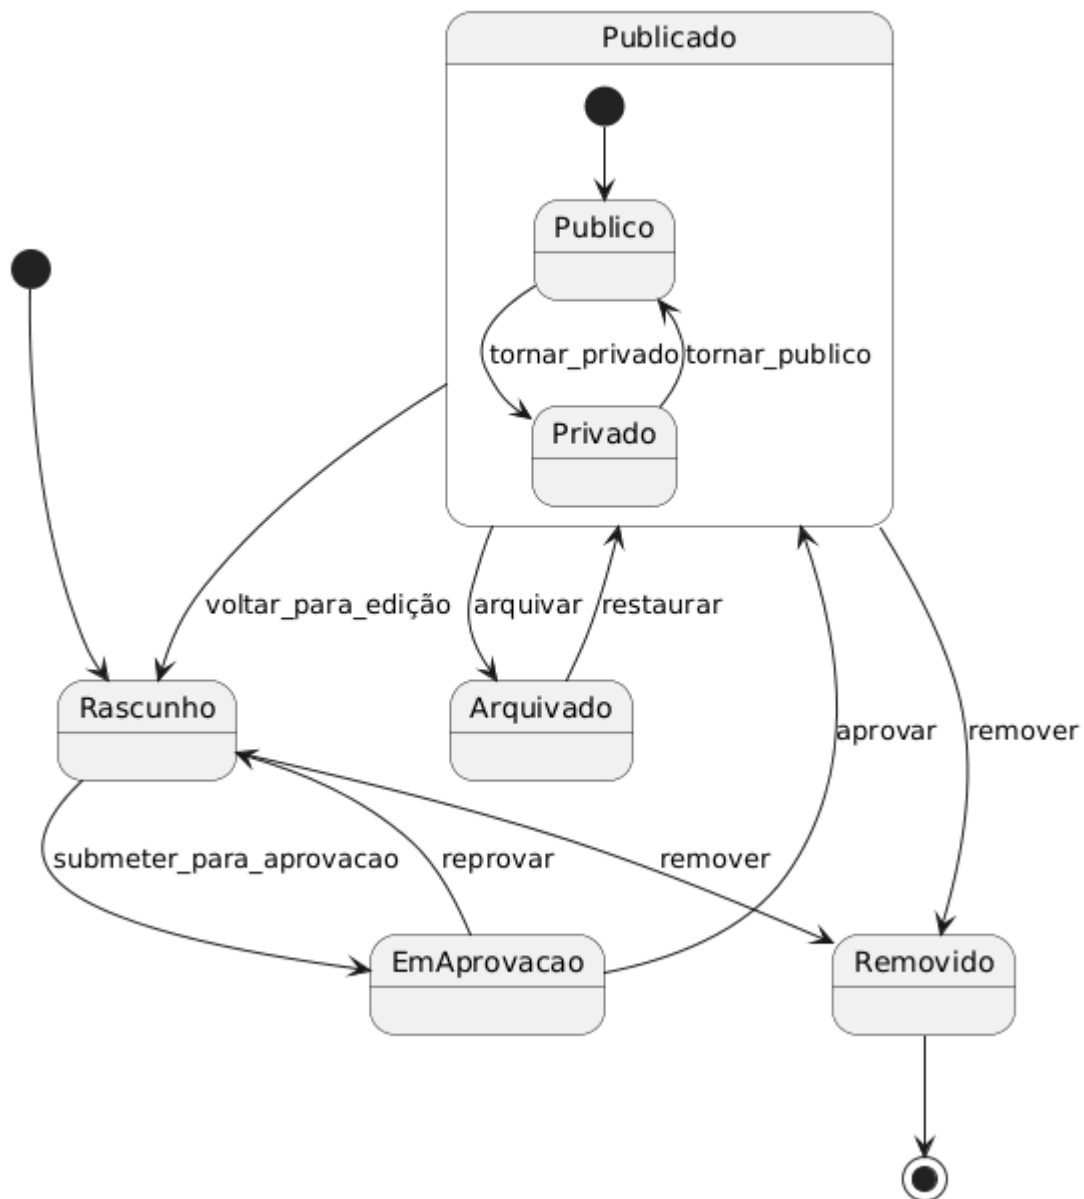 Publicado
Publico
tornar_privado
tornar_publico
Privado
voltar_para_edição
arquivar
restaurar
Rascunho
Arquivado
aprovar
remover
submeter_para_aprovacao
reprovar
remover
EmAprovacao
Removido